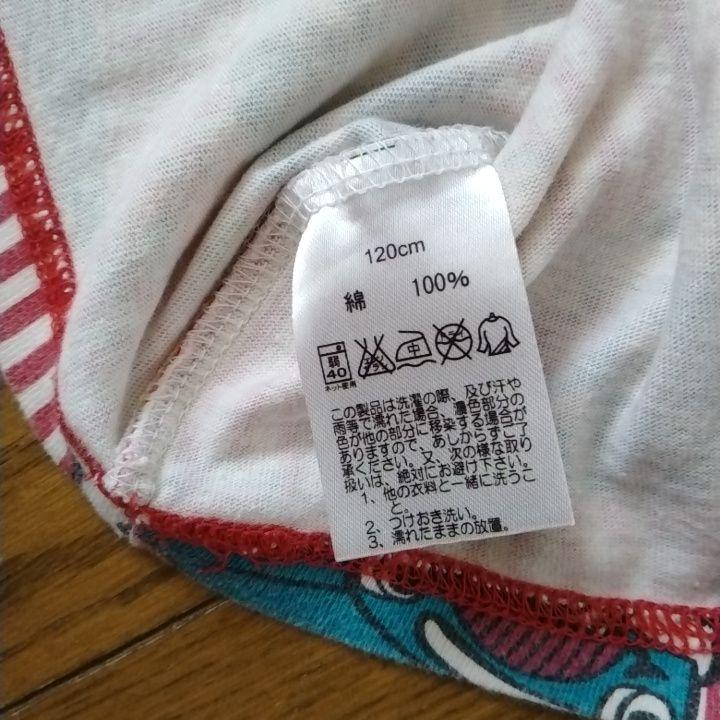 120cm
綿 100%
弱
40
中
ネット使用
この製品は洗濯の際、及び汗や
雨等で濡れた場合、濃色部分の
色が他の部分に移染する場合が
ありますので、あしからずご了
承ください。又、次の様な取り
扱いは、絶対にお避け下さい。
1、他の衣料と一緒に洗うこ
と。
2、つけおき洗い。
3、濡れたままの放置。